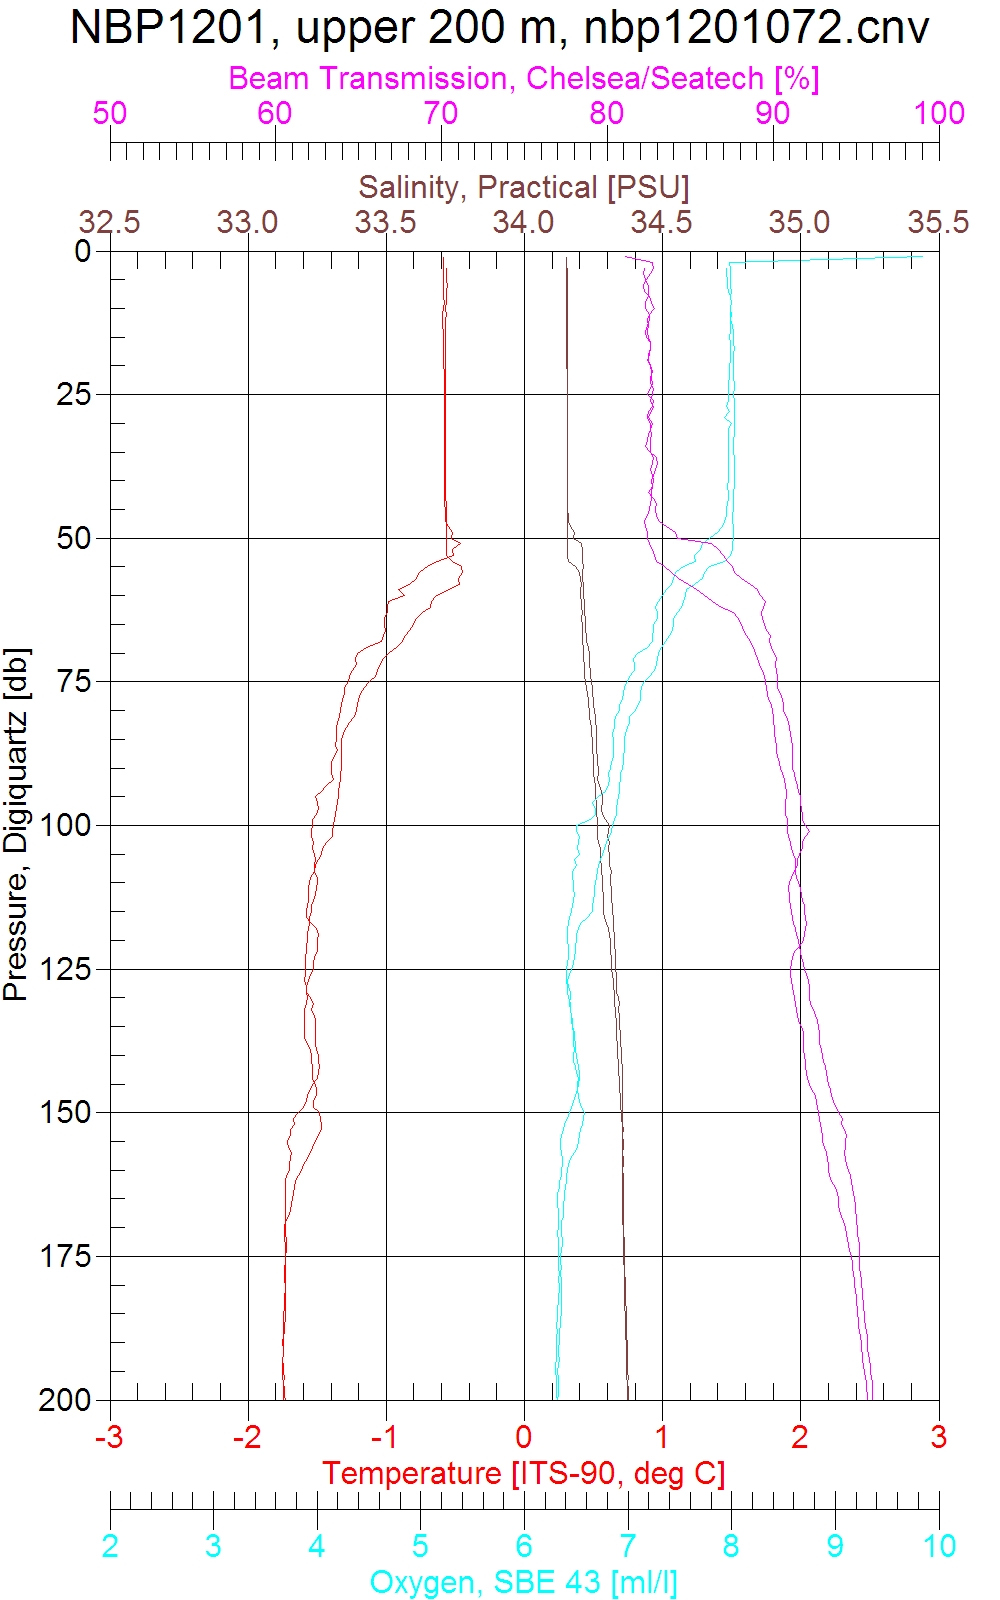 NBP1201, upper 200 m, nbp1201072.cnv
Beam Transmission, Chelsea/Seatech [%]
50 60 70 80 90 100
Salinity, Practical [PSU]
32.5 33.0 33.5 34.0 34.5 35.0 35.5
0
25
50
75
100
125
150
175
200
Pressure, Digiquartz [db]
-3 -2 -1 0 1 2 3
Temperature [ITS-90, deg C]
2 3 4 5 6 7 8 9 10
Oxygen, SBE 43 [ml/l]